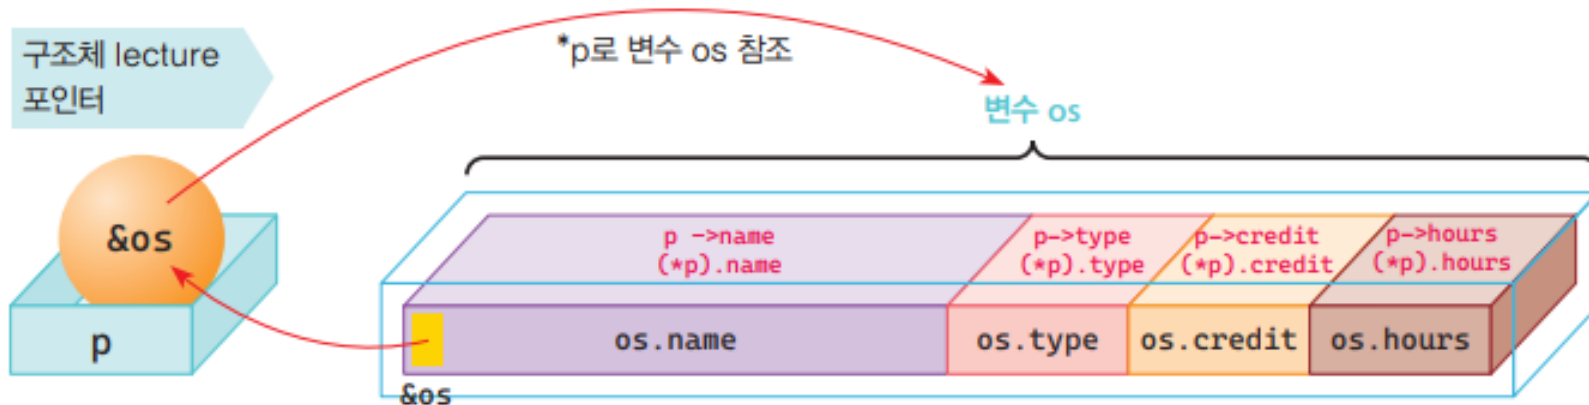 구조체 lecture
포인터
*p로 변수 os 참조
변수 os
&os
p
p ->name
(*p).name
p->type
(*p).type
p->credit
(*p).credit
p->hours
(*p).hours
os.name
os.type
os.credit
os.hours
&os